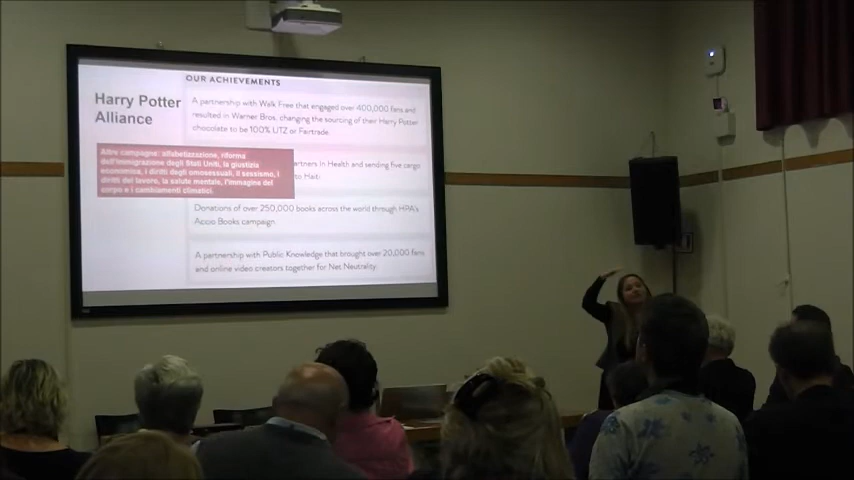 OUR ACHIEVEMENTS
Harry Potter
Alliance
A partnership with Walk Free that engaged over 400,000 fans and
resulted in Warner Bros. changing the sourcing of their Harry Potter
chocolate to be 100% UTZ or Fairtrade.
Altre campagne: alfabetizzazione, riforma
dell'immigrazione degli Stati Uniti, la giustizia
economica, i diritti degli omosessuali, il sessismo, i
diritti del lavoro, la salute mentale, l'immagine del
corpo e i cambiamenti climatici.
artners In Health and sending five cargo
to Haiti.
Donations of over 250,000 books across the world through HPA's
Accio Books campaign.
A partnership with Public Knowledge that brought over 20,000 fans
and online video creators together for Net Neutrality.